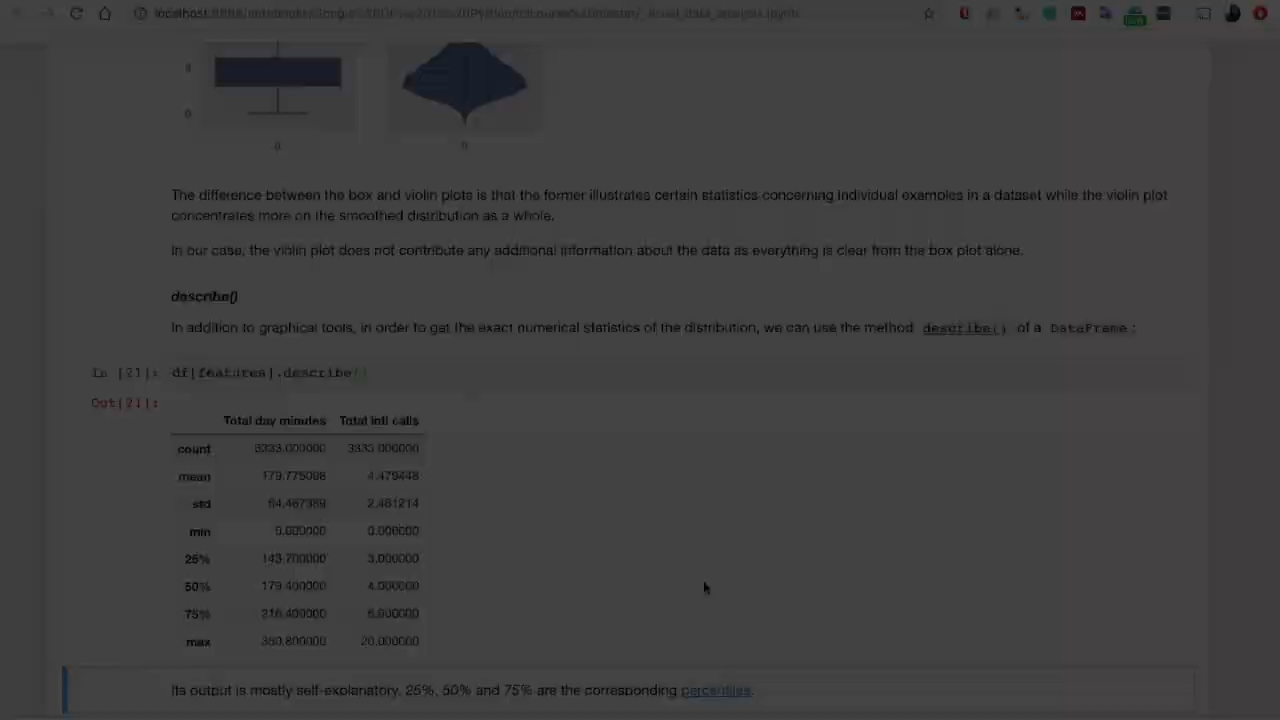 0
0
0
The difference between the box and violin plots is that the former illustrates certain statistics concerning individual examples in a dataset while the violin plot
concentrates more on the smoothed distribution as a whole.
In our case, the violin plot does not contribute any additional information about the data as everything is clear from the box plot alone.
describe()
In addition to graphical tools, in order to get the exact numerical statistics of the distribution, we can use the method describe() of a DataFrame:
In [21]: df[features].describe()
Out[21]:
Total day minutes Total intl calls
count 3333.000000 3333.000000
mean 179.775098 4.479448
std 54.467389 2.461214
min 0.000000 0.000000
25% 143.700000 3.000000
50% 179.400000 4.000000
75% 216.400000 6.000000
max 350.800000 20.000000
Its output is mostly self-explanatory. 25%, 50% and 75% are the corresponding percentiles.